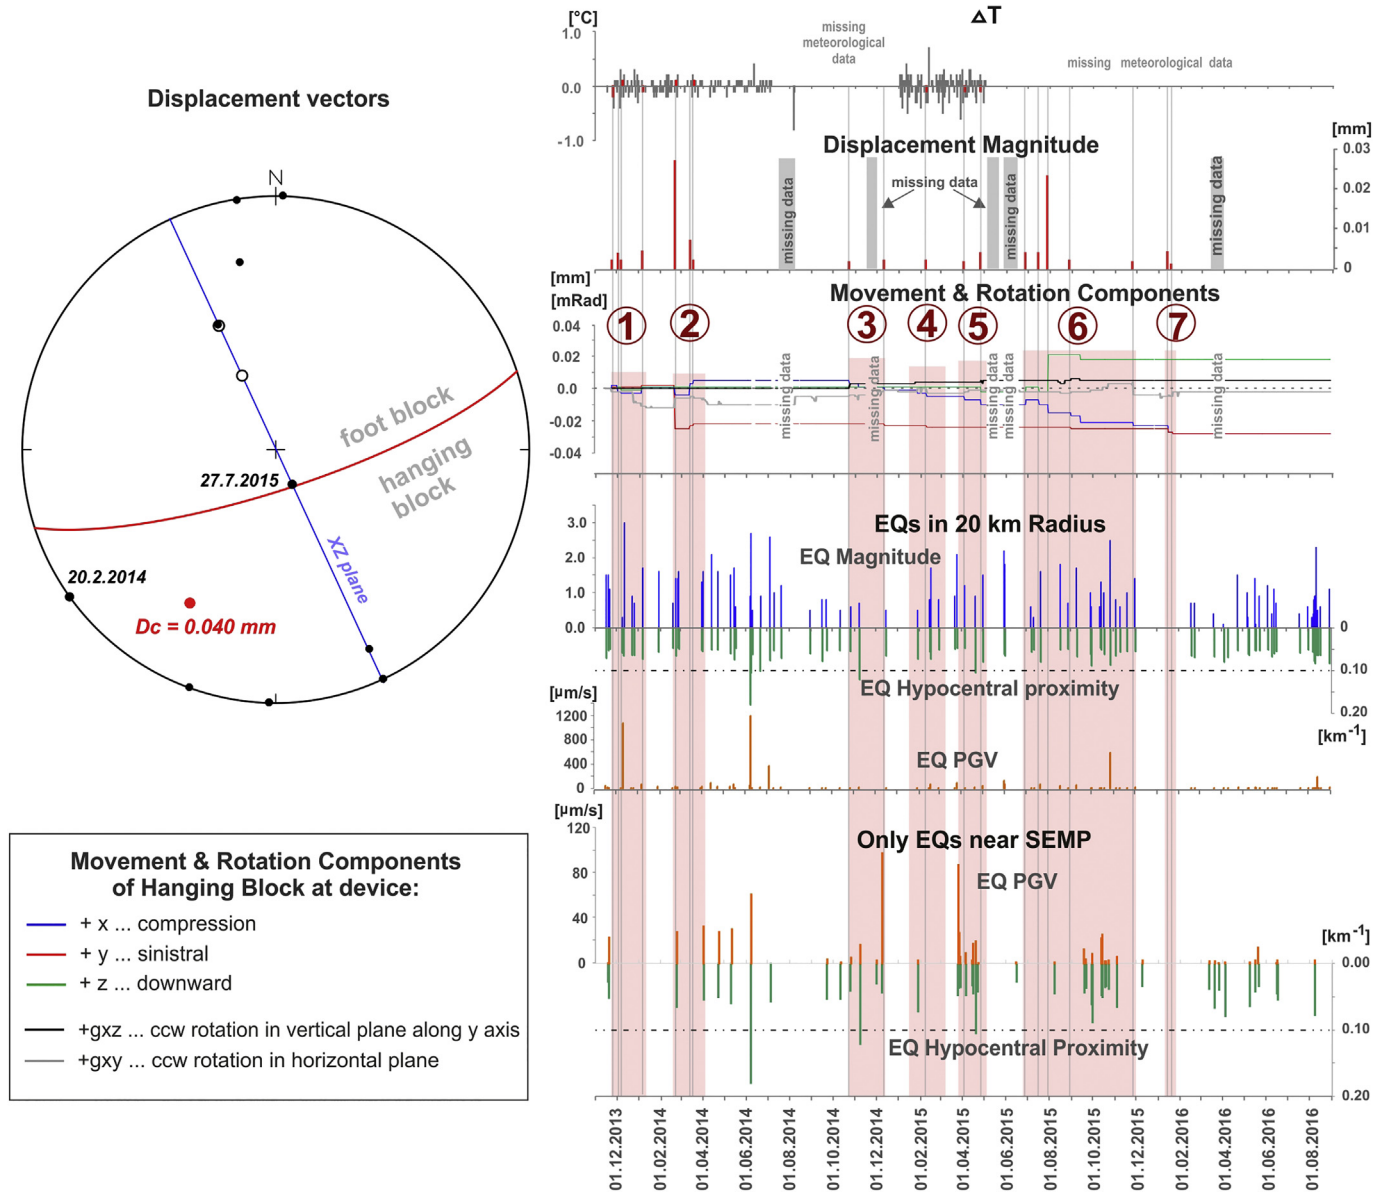 Displacement vectors
N
foot block
hanging
block
27.7.2015
XZ plane
20.2.2014
Dc = 0.040 mm
Movement & Rotation Components
of Hanging Block at device:
+ x ... compression
+ y ... sinistral
+ z ... downward
+gxz ... ccw rotation in vertical plane along y axis
+gxy ... ccw rotation in horizontal plane
ΔT
[°C]
1.0
0.0
-1.0
missing
meteorological
data
missing meteorological data
Displacement Magnitude
[mm]
0.03
0.02
0.01
0
missing data
missing data
missing data
missing data
[mm]
[mRad]
Movement & Rotation Components
0.04
0.02
0.0
-0.02
-0.04
1
2
3
4
5
6
7
missing data
missing data
missing data
missing data
missing data
EQs in 20 km Radius
EQ Magnitude
3.0
2.0
1.0
0.0
0
0.10
0.20
[km-1]
EQ Hypocentral proximity
[µm/s]
1200
800
400
0
EQ PGV
[µm/s]
120
80
40
0
Only EQs near SEMP
EQ PGV
[km-1]
0.00
0.10
0.20
EQ Hypocentral Proximity
01.12.2013
01.02.2014
01.04.2014
01.06.2014
01.08.2014
01.10.2014
01.12.2014
01.02.2015
01.04.2015
01.06.2015
01.08.2015
01.10.2015
01.12.2015
01.02.2016
01.04.2016
01.06.2016
01.08.2016